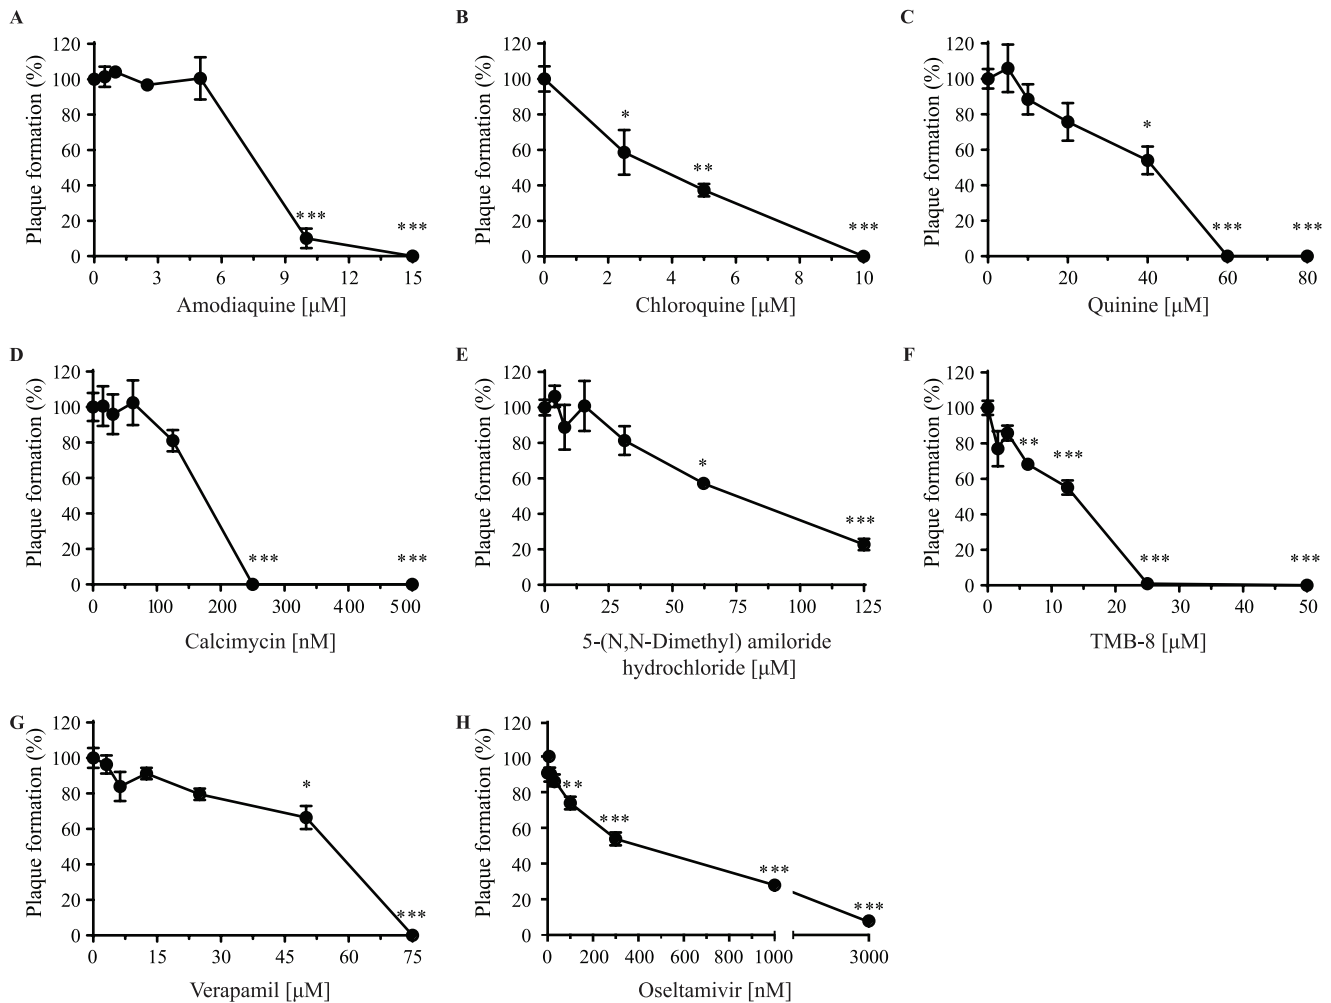 A
Plaque formation (%)
120
100
80
60
40
20
0
***
***
0 3 6 9 12 15
Amodiaquine [μM]
B
Plaque formation (%)
120
100
80
60
40
20
0
*
**
***
0 2 4 6 8 10
Chloroquine [μM]
C
Plaque formation (%)
120
100
80
60
40
20
0
*
*** ***
0 20 40 60 80
Quinine [μM]
D
Plaque formation (%)
120
100
80
60
40
20
0
*** ***
0 100 200 300 400 500
Calcimycin [nM]
E
Plaque formation (%)
120
100
80
60
40
20
0
*
***
0 25 50 75 100 125
5-(N,N-Dimethyl) amiloride
hydrochloride [μM]
F
Plaque formation (%)
120
100
80
60
40
20
0
**
***
*** ***
0 10 20 30 40 50
TMB-8 [μM]
G
Plaque formation (%)
120
100
80
60
40
20
0
*
***
0 15 30 45 60 75
Verapamil [μM]
H
Plaque formation (%)
120
100
80
60
40
20
0
**
***
***
***
0 200 400 600 800 1000 3000
Oseltamivir [nM]